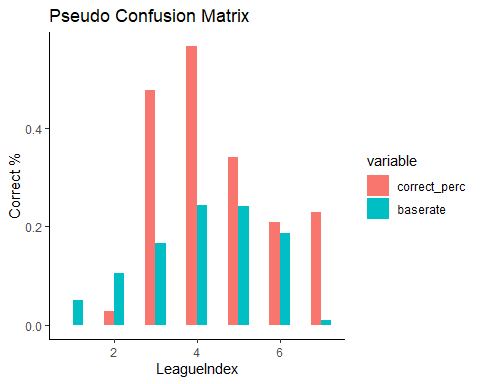 Pseudo Confusion Matrix
Correct %
0.4
0.2
0.0
2 4 6
LeagueIndex
variable
correct_perc
baserate